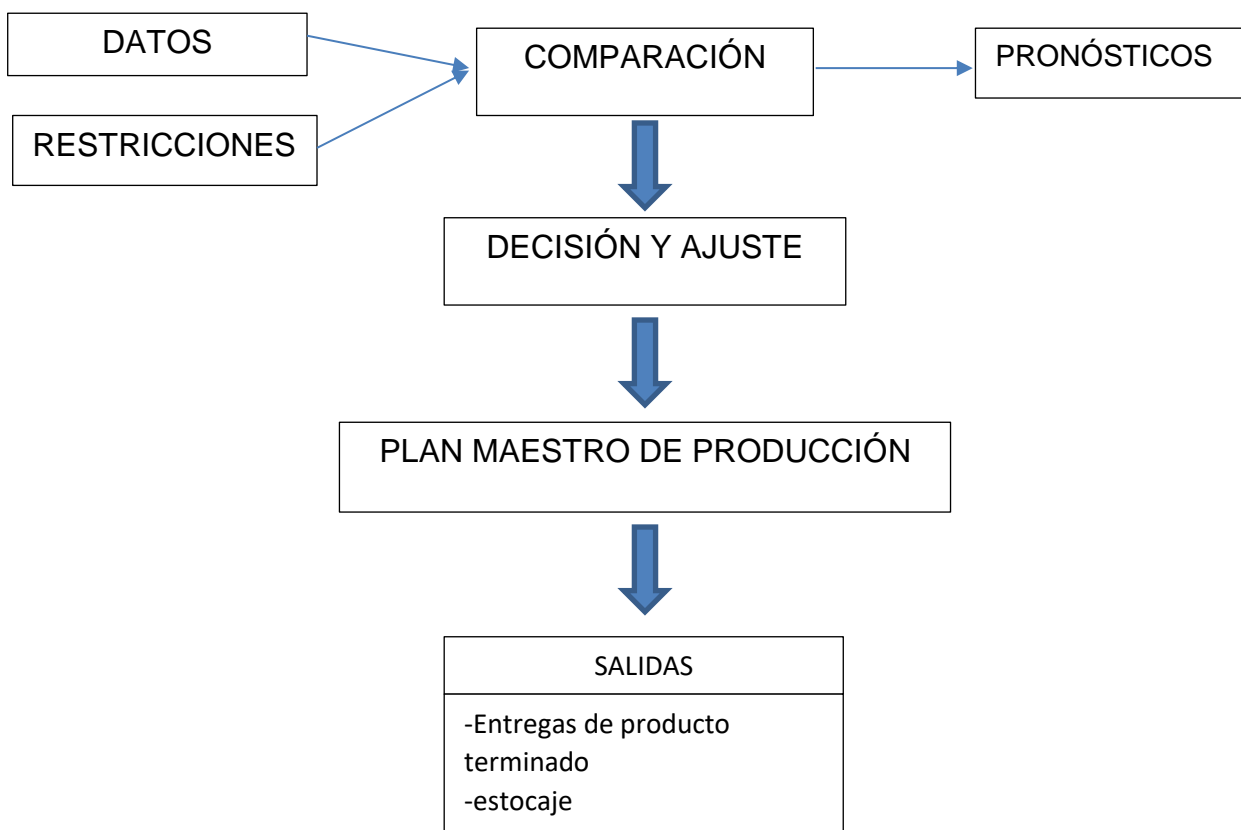 DATOS
COMPARACIÓN
PRONÓSTICOS
RESTRICCIONES
DECISIÓN Y AJUSTE
PLAN MAESTRO DE PRODUCCIÓN
SALIDAS
-Entregas de producto
terminado
-estocaje